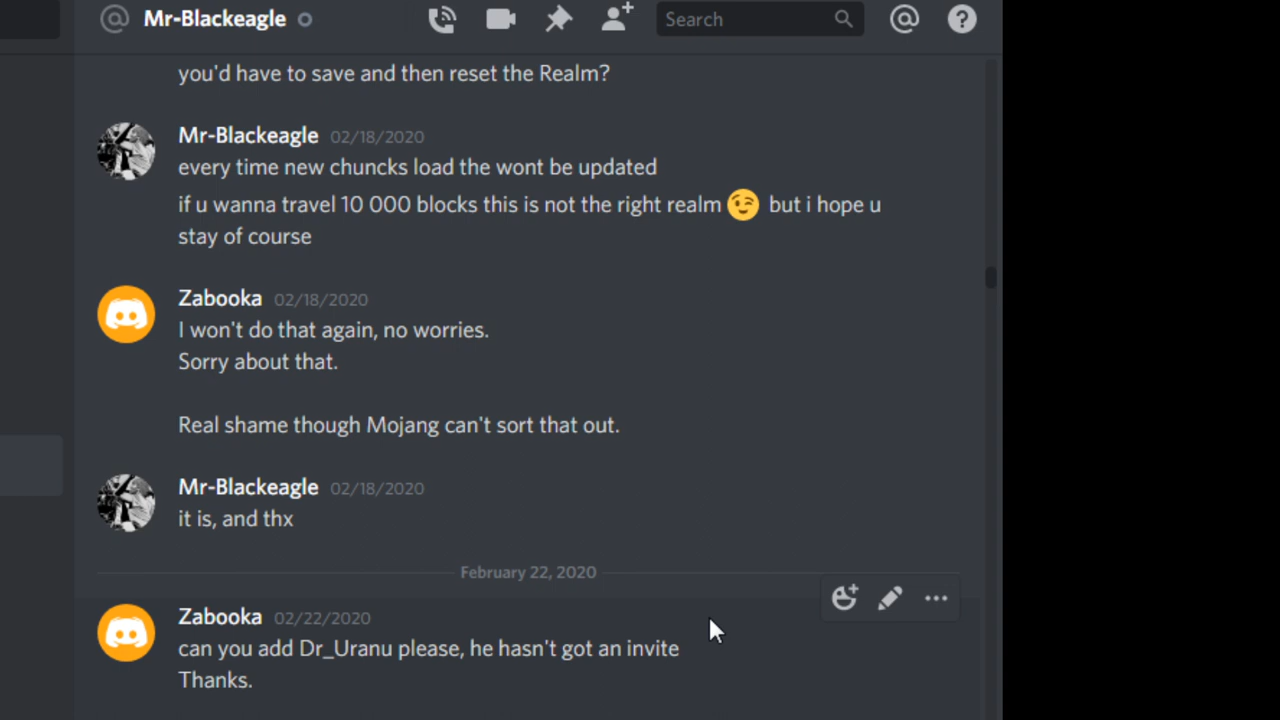 Mr-Blackeagle
Search
you'd have to save and then reset the Realm?
Mr-Blackeagle 02/18/2020
every time new chuncks load the wont be updated
if u wanna travel 10 000 blocks this is not the right realm 😉 but i hope u
stay of course
Zabooka 02/18/2020
I won't do that again, no worries.
Sorry about that.
Real shame though Mojang can't sort that out.
Mr-Blackeagle 02/18/2020
it is, and thx
February 22, 2020
Zabooka 02/22/2020
can you add Dr_Uranu please, he hasn't got an invite
Thanks.